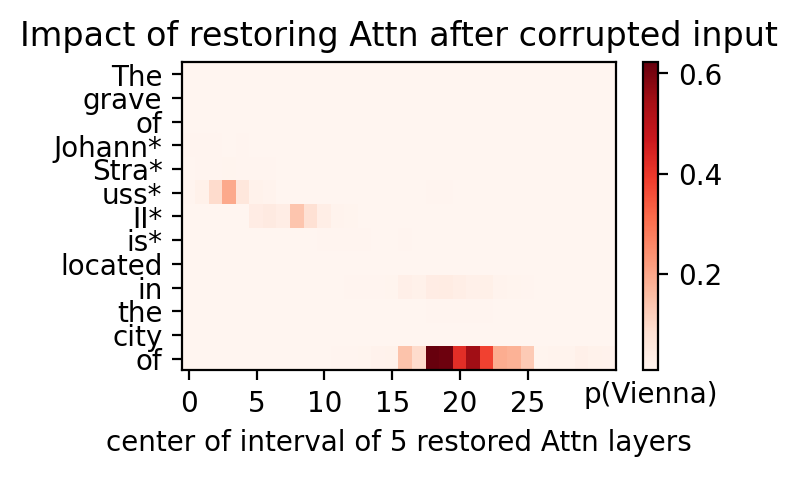 Impact of restoring Attn after corrupted input
The
grave
of
Johann*
Stra*
uss*
II*
is*
located
in
the
city
of
0 5 10 15 20 25
center of interval of 5 restored Attn layers
0.6
0.4
0.2
p(Vienna)